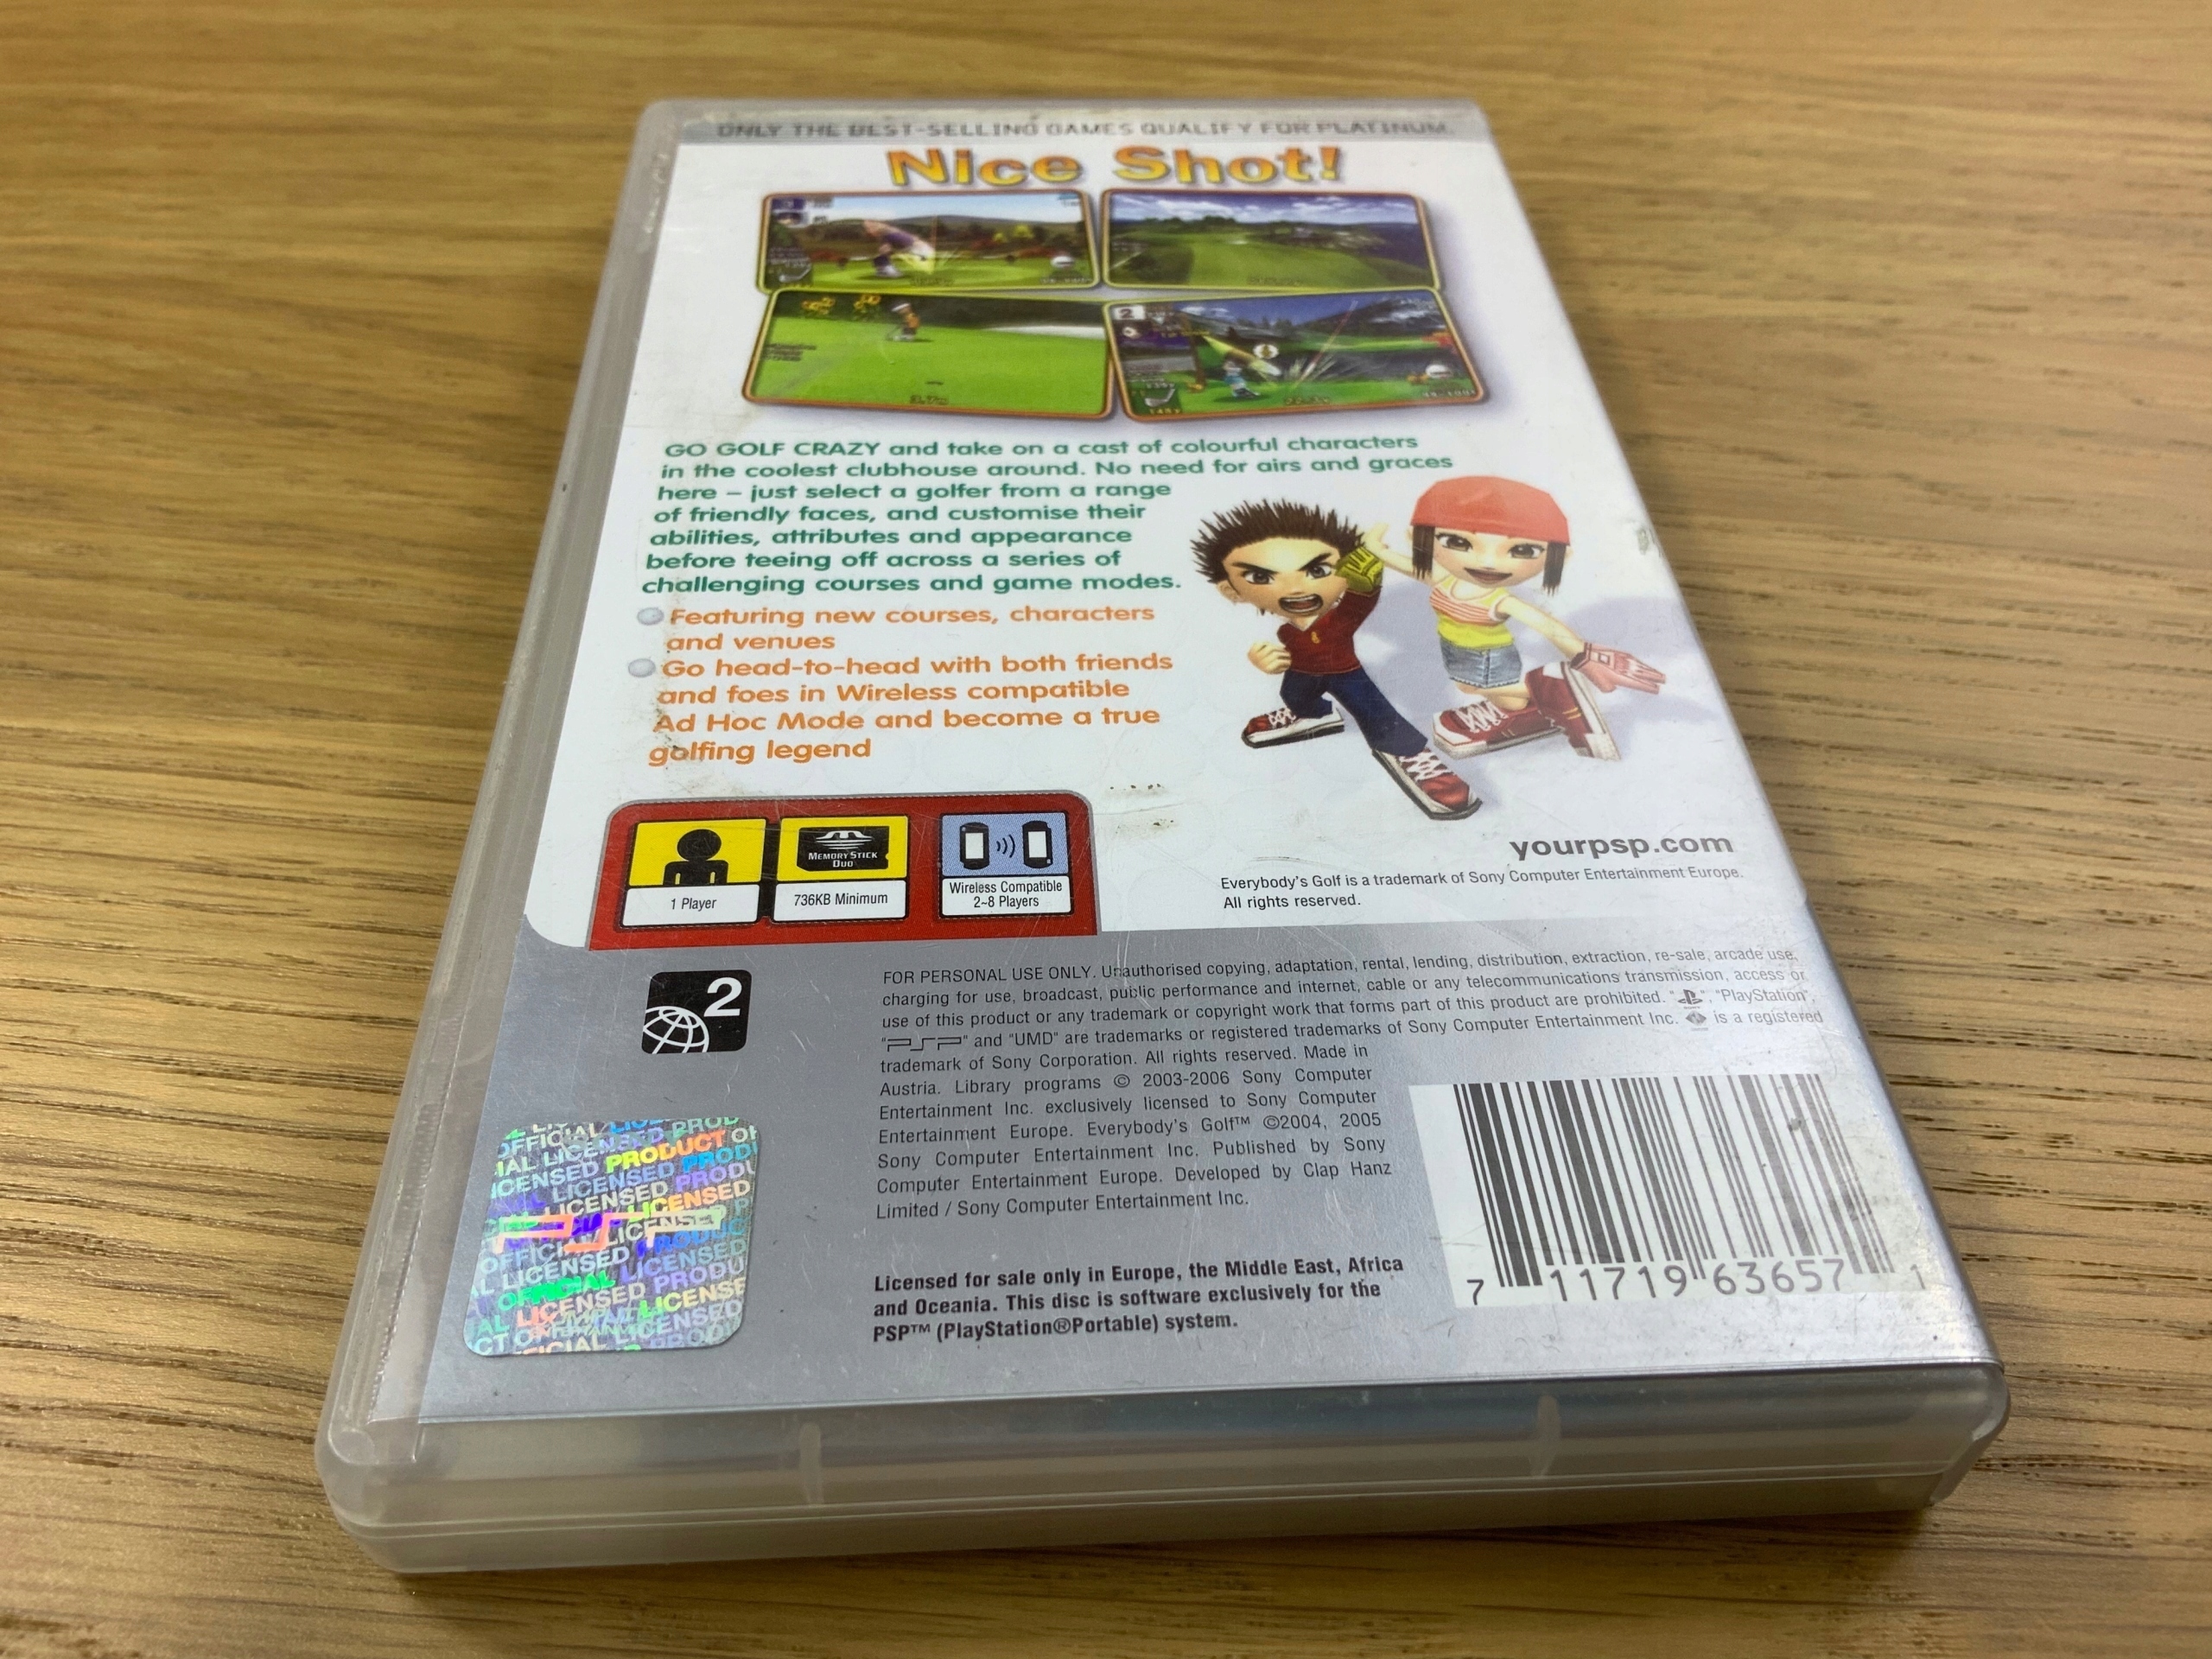 ONLY THE BEST-SELLING GAMES QUALIFY FOR PLATINUM.
Nice Shot!
2
GO GOLF CRAZY and take on a cast of colourful characters
in the coolest clubhouse around. No need for airs and graces
here – just select a golfer from a range
of friendly faces, and customise their
abilities, attributes and appearance
before teeing off across a series of
challenging courses and game modes.
Featuring new courses, characters
and venues
Go head-to-head with both friends
and foes in Wireless compatible
Ad Hoc Mode and become a true
golfing legend
MEMORY STICK
DUO
1 Player
736KB Minimum
Wireless Compatible
2-8 Players
yourpsp.com
Everybody's Golf is a trademark of Sony Computer Entertainment Europe.
All rights reserved.
2
FOR PERSONAL USE ONLY. Unauthorised copying, adaptation, rental, lending, distribution, extraction, re-sale, arcade use,
charging for use, broadcast, public performance and internet, cable or any telecommunications transmission, access or
use of this product or any trademark or copyright work that forms part of this product are prohibited. " ", "PlayStation",
"PSP" and "UMD" are trademarks or registered trademarks of Sony Computer Entertainment Inc. is a registered
trademark of Sony Corporation. All rights reserved. Made in
Austria. Library programs © 2003-2006 Sony Computer
Entertainment Inc. exclusively licensed to Sony Computer
Entertainment Europe. Everybody's Golf™ ©2004, 2005
Sony Computer Entertainment Inc. Published by Sony
Computer Entertainment Europe. Developed by Clap Hanz
Limited / Sony Computer Entertainment Inc.
Licensed for sale only in Europe, the Middle East, Africa
and Oceania. This disc is software exclusively for the
PSP™ (PlayStation®Portable) system.
OFFICIAL LICENSED PRODUCT
PSP
7 11719 63657 1